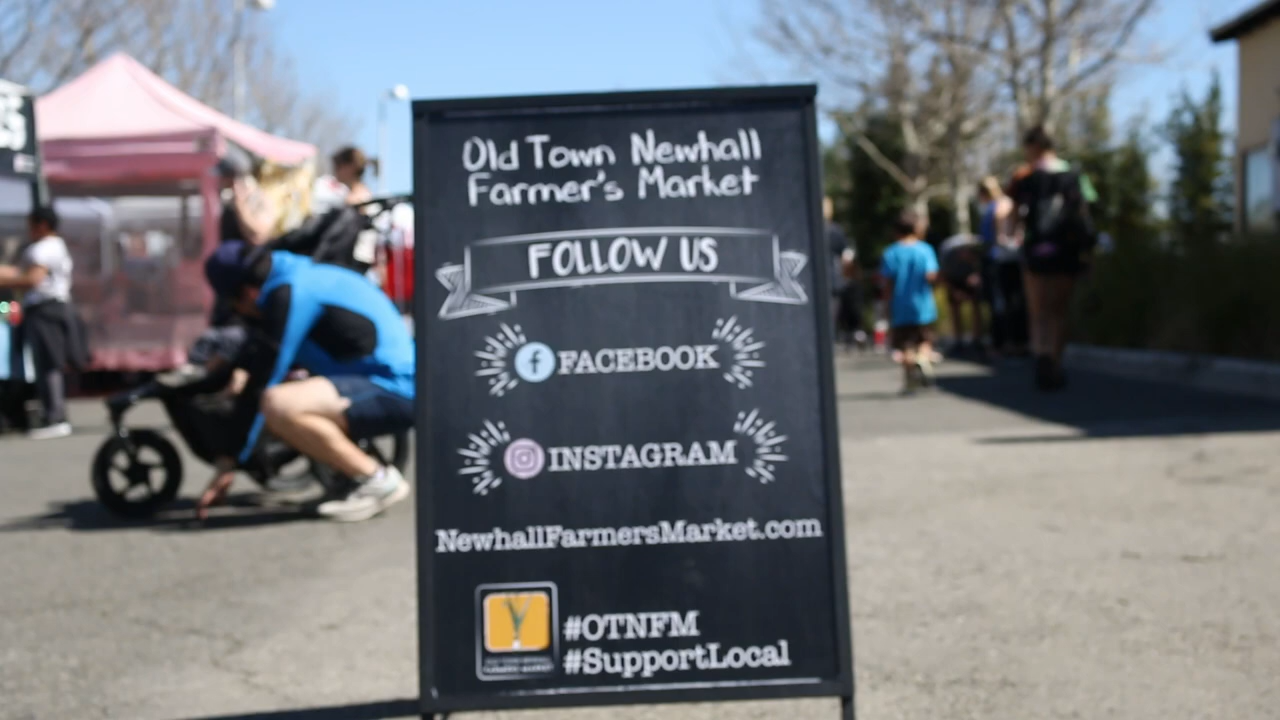 Old Town Newhall
Farmer's Market
FOLLOW US
FACEBOOK
INSTAGRAM
NewhallFarmersMarket.com
#OTNFM
#SupportLocal